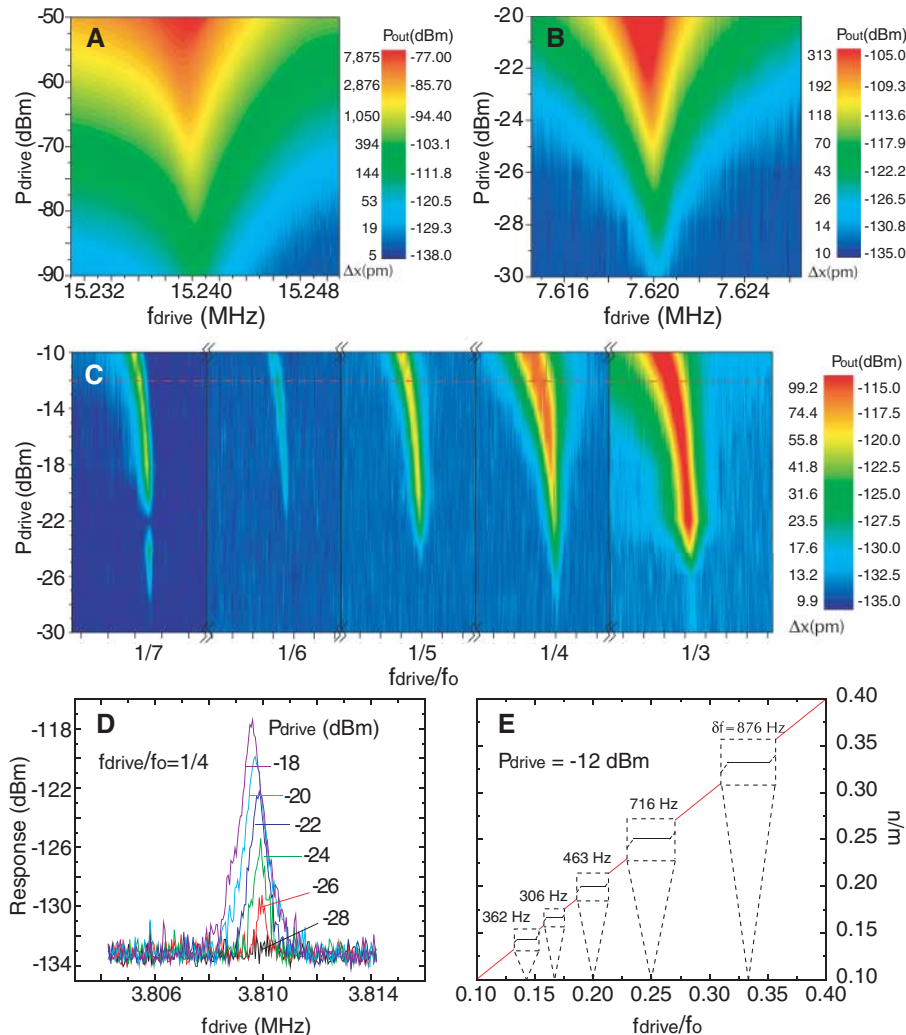 A
Pdrive (dBm)
-50
-60
-70
-80
-90
15.232
15.240
15.248
fdrive (MHz)
Pout(dBm)
7,875 -77.00
2,876 -85.70
1,050 -94.40
394 -103.1
144 -111.8
53 -120.5
19 -129.3
5 -138.0
Δx(pm)
B
Pdrive (dBm)
-20
-22
-24
-26
-28
-30
7.616
7.620
7.624
fdrive (MHz)
Pout(dBm)
313 -105.0
192 -109.3
118 -113.6
70 -117.9
43 -122.2
26 -126.5
14 -130.8
10 -135.0
Δx(pm)
C
Pdrive (dBm)
-10
-14
-18
-22
-26
-30
1/7
1/6
1/5
1/4
1/3
fdrive/fo
Pout(dBm)
99.2 -115.0
74.4 -117.5
55.8 -120.0
41.8 -122.5
31.6 -125.0
23.5 -127.5
17.6 -130.0
13.2 -132.5
9.9 -135.0
Δx(pm)
D
Pdrive (dBm)
fdrive/fo=1/4
-18
-20
-22
-24
-26
-28
Response (dBm)
-118
-122
-126
-130
-134
3.806
3.810
3.814
fdrive (MHz)
E
Pdrive = -12 dBm
δf=876 Hz
716 Hz
463 Hz
306 Hz
362 Hz
0.40
0.35
0.30
0.25
0.20
0.15
0.10
n/m
0.10
0.15
0.20
0.25
0.30
0.35
0.40
fdrive/fo